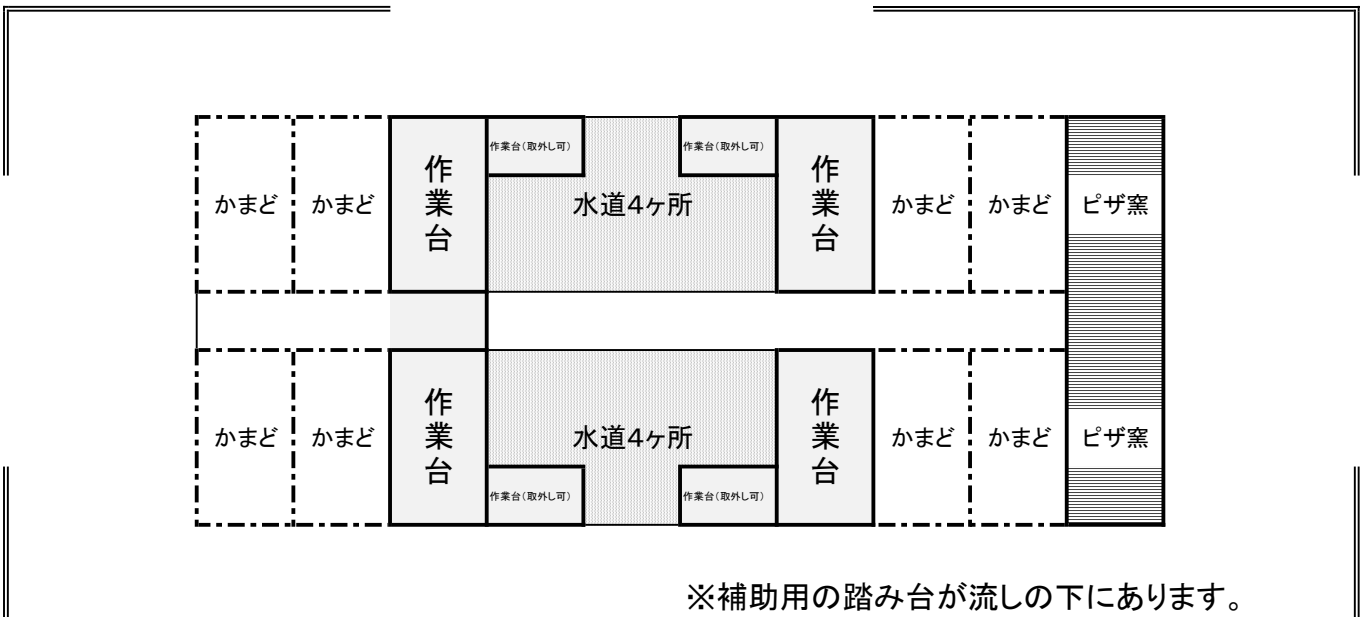 作業台(取外し可)
作業台(取外し可)
かまど
かまど
作業台
水道4ヶ所
作業台
かまど
かまど
ピザ窯
かまど
かまど
作業台
水道4ヶ所
作業台
かまど
かまど
ピザ窯
作業台(取外し可)
作業台(取外し可)
※補助用の踏み台が流しの下にあります。